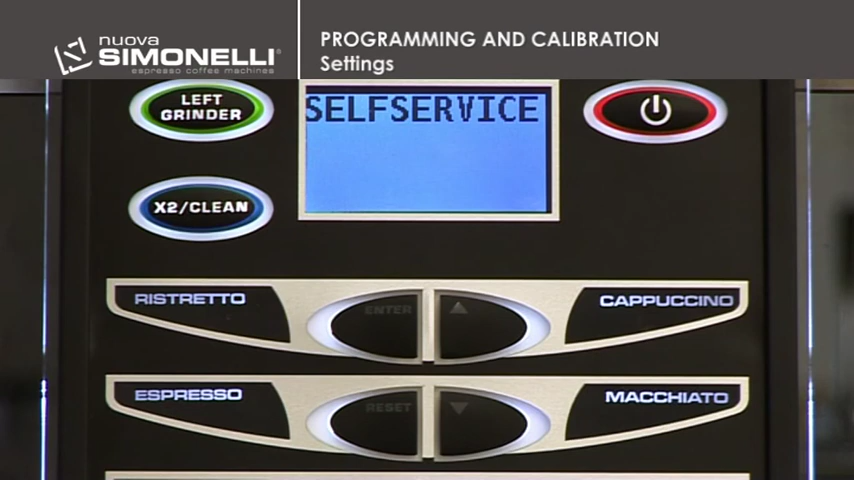 nuova
SIMONELLI®
espresso coffee machines
PROGRAMMING AND CALIBRATION
Settings
LEFT
GRINDER
SELFSERVICE
X2/CLEAN
RISTRETTO
ENTER
CAPPUCCINO
ESPRESSO
RESET
MACCHIATO